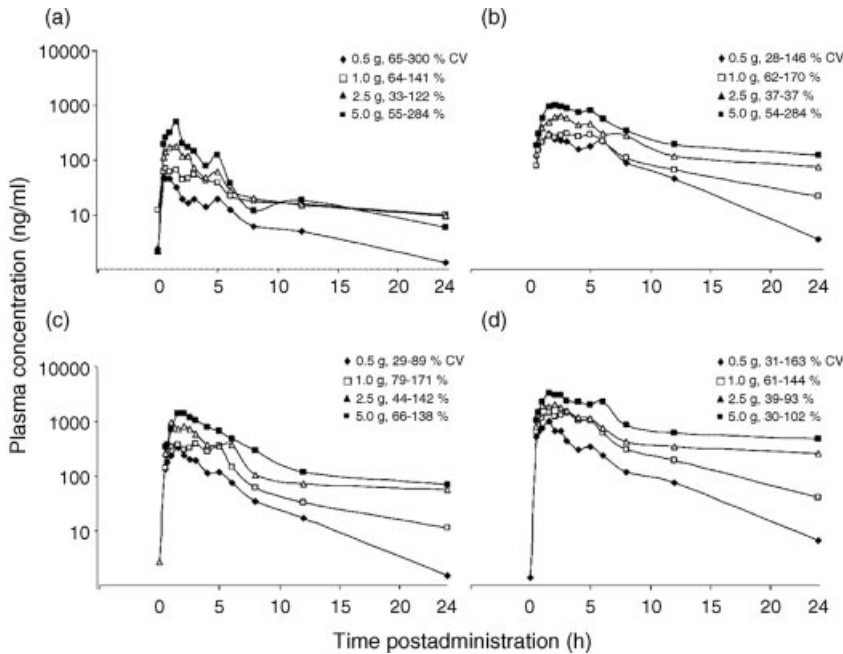 (a)
10000
1000
100
10
0.5 g, 65-300 % CV
1.0 g, 64-141 %
2.5 g, 33-122 %
5.0 g, 55-284 %
0 5 10 15 20 24
(b)
0.5 g, 28-146 % CV
1.0 g, 62-170 %
2.5 g, 37-37 %
5.0 g, 54-284 %
0 5 10 15 20 24
Plasma concentration (ng/ml)
(c)
10000
1000
100
10
0.5 g, 29-89 % CV
1.0 g, 79-171 %
2.5 g, 44-142 %
5.0 g, 66-138 %
0 5 10 15 20 24
(d)
0.5 g, 31-163 % CV
1.0 g, 61-144 %
2.5 g, 39-93 %
5.0 g, 30-102 %
0 5 10 15 20 24
Time postadministration (h)